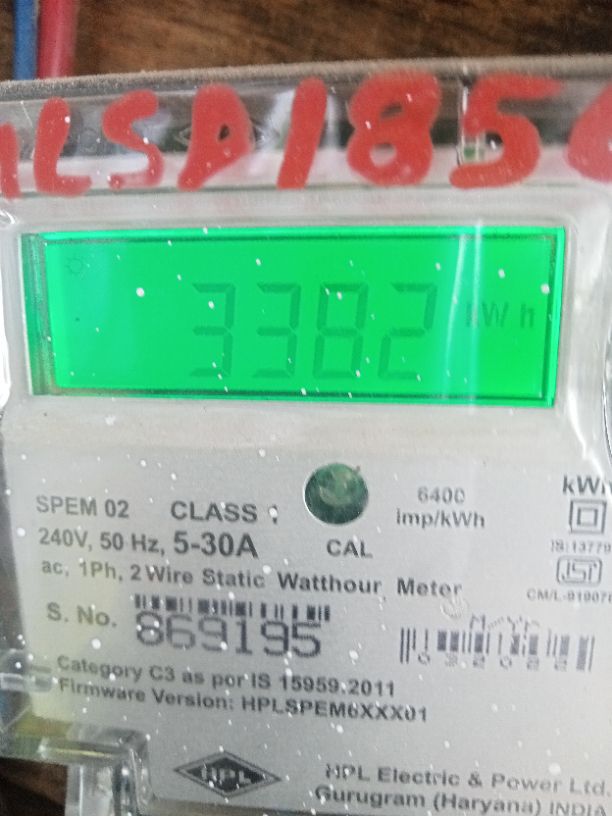 3382 kWh
SPEM 02 CLASS 1
6400
imp/kWh
240V, 50 Hz, 5-30A
CAL
ac, 1Ph, 2 Wire Static Watthour Meter
S. No. 869195
Category C3 as per IS 15959:2011
Firmware Version: HPLSPEM6XXX01
HPL
HPL Electric & Power Ltd.
Gurugram (Haryana) INDIA